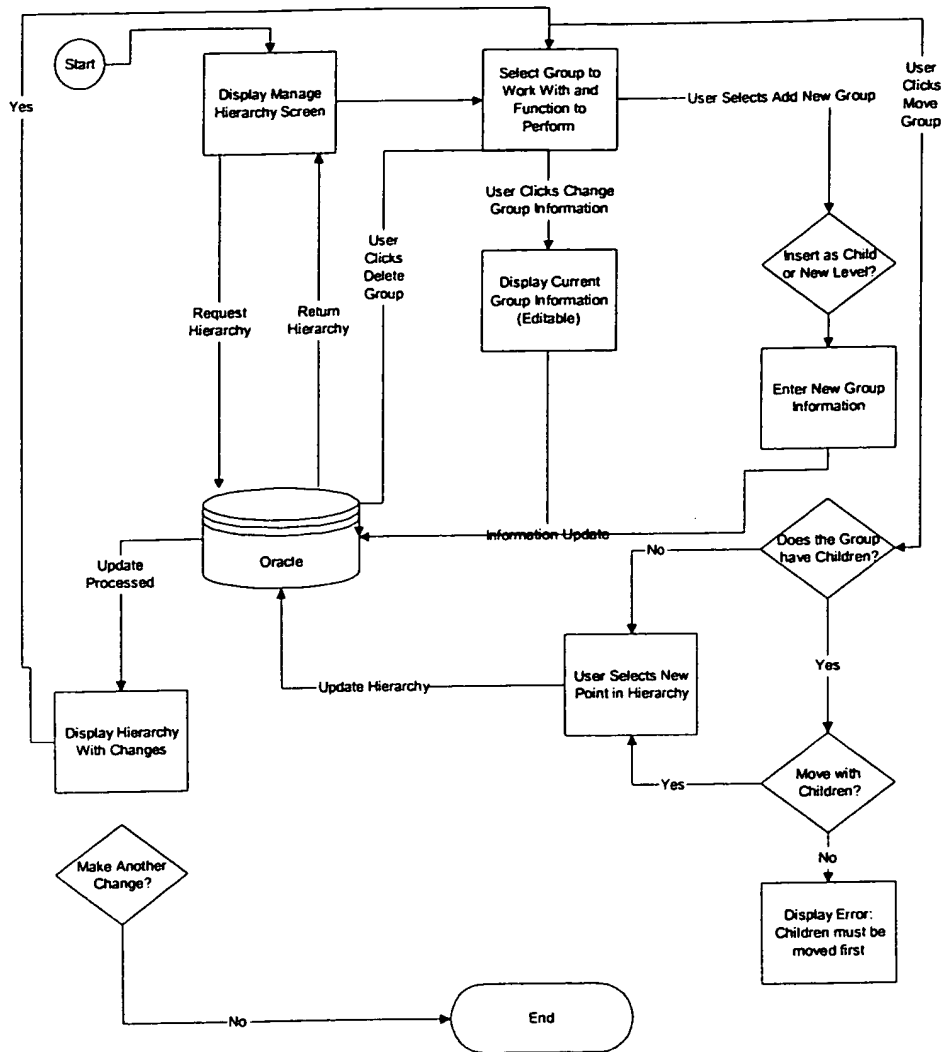 Start
Yes
Display Manage
Hierarchy Screen
Select Group to
Work With and
Function to
Perform
User Selects Add New Group
User
Clicks
Move
Group
User Clicks Change
Group Information
User
Clicks
Delete
Group
Insert as Child
or New Level?
Display Current
Group Information
(Editable)
Request
Hierarchy
Return
Hierarchy
Enter New Group
Information
Oracle
Information Update
Does the Group
have Children?
No
Update
Processed
Yes
User Selects New
Point in Hierarchy
Update Hierarchy
Display Hierarchy
With Changes
Move with
Children?
Yes
No
Make Another
Change?
Display Error:
Children must be
moved first
No
End